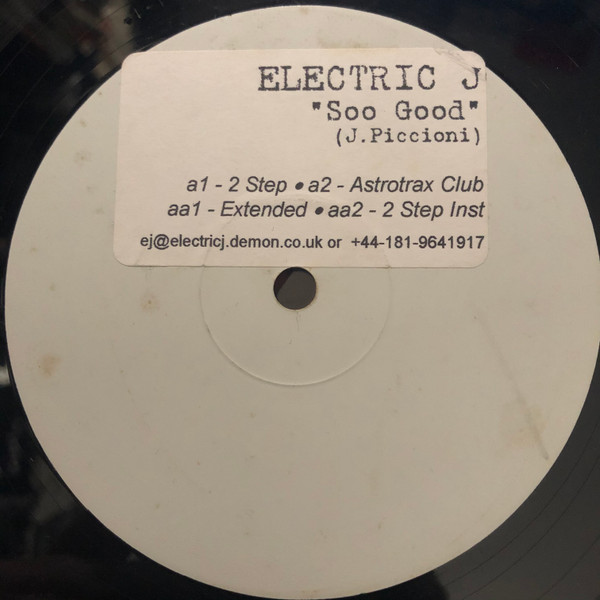 ELECTRIC J
"Soo Good"
(J.Piccioni)
a1 - 2 Step • a2 - Astrotrax Club
aa1 - Extended • aa2 - 2 Step Inst
ej@electricj.demon.co.uk or +44-181-9641917